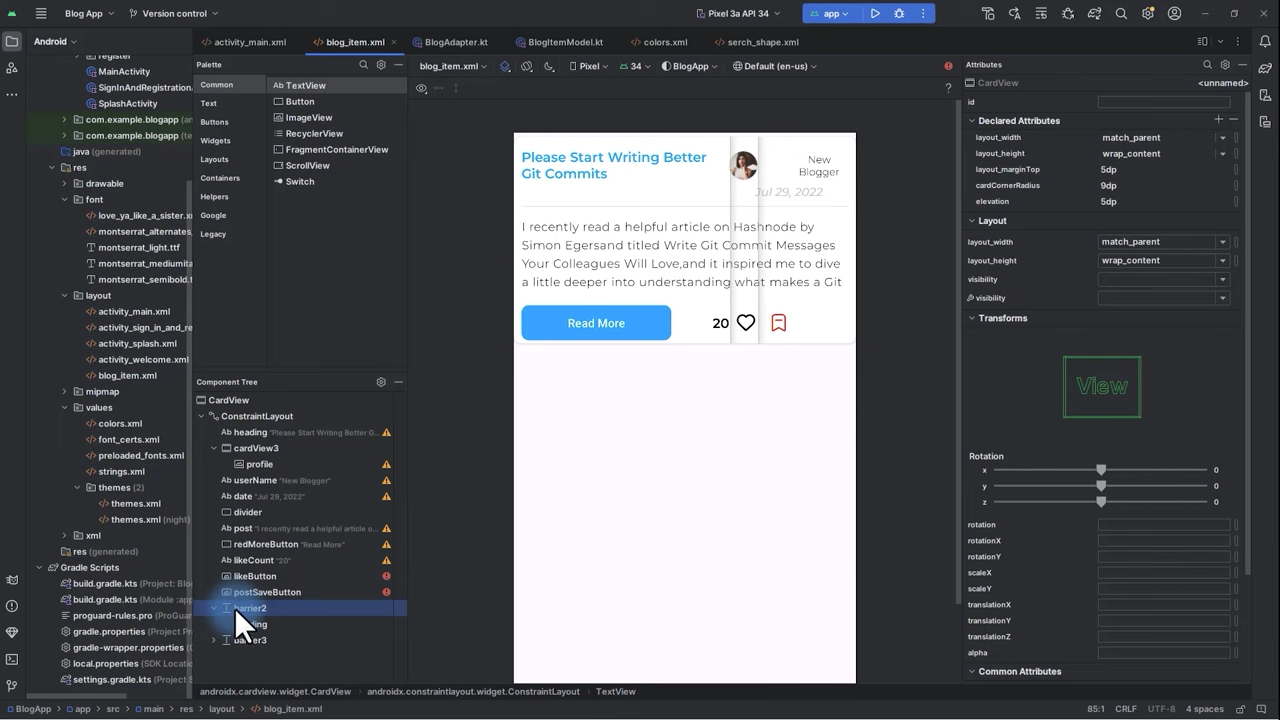 Blog App
Version control
Pixel 3a API 34
app
Android
activity_main.xml
blog_item.xml
BlogAdapter.kt
BlogItemModel.kt
colors.xml
serch_shape.xml
register
MainActivity
SignInAndRegistration
SplashActivity
com.example.blogapp (an
com.example.blogapp (te
java (generated)
res
drawable
font
love_ya_like_a_sister.x
montserrat_alternates_
montserrat_light.ttf
montserrat_mediumita
montserrat_semibold.t
layout
activity_main.xml
activity_sign_in_and_re
activity_splash.xml
activity_welcome.xml
blog_item.xml
mipmap
values
colors.xml
font_certs.xml
preloaded_fonts.xml
strings.xml
themes (2)
themes.xml
themes.xml (night)
xml
res (generated)
Gradle Scripts
build.gradle.kts (Project: Blo
build.gradle.kts (Module :app
proguard-rules.pro (ProGua
gradle.properties (Project Pro
gradle-wrapper.properties
local.properties (SDK Locatio
settings.gradle.kts (Project S
Palette
Common
Text
Buttons
Widgets
Layouts
Containers
Helpers
Google
Legacy
Ab TextView
Button
ImageView
RecyclerView
FragmentContainerView
ScrollView
Switch
Component Tree
CardView
ConstraintLayout
Ab heading "Please Start Writing Better G...
cardView3
profile
Ab userName "New Blogger"
Ab date "Jul 29, 2022"
divider
Ab post "I recently read a helpful article o...
redMoreButton "Read More"
Ab likeCount "20"
likeButton
postSaveButton
barrier2
barrier3
blog_item.xml
Pixel
34
BlogApp
Default (en-us)
?
Please Start Writing Better
Git Commits
New
Blogger
Jul 29, 2022
I recently read a helpful article on Hashnode by
Simon Egersand titled Write Git Commit Messages
Your Colleagues Will Love,and it inspired me to dive
a little deeper into understanding what makes a Git
Read More
20
Attributes
CardView
<unnamed>
id
Declared Attributes
layout_width match_parent
layout_height wrap_content
layout_marginTop 5dp
cardCornerRadius 9dp
elevation 5dp
Layout
layout_width match_parent
layout_height wrap_content
visibility
visibility
Transforms
View
Rotation
x 0
y 0
z 0
rotation
rotationX
rotationY
scaleX
scaleY
translationX
translationY
translationZ
alpha
Common Attributes
androidx.cardview.widget.CardView
androidx.constraintlayout.widget.ConstraintLayout
TextView
BlogApp
app
src
main
res
layout
blog_item.xml
85:1
CRLF
UTF-8
4 spaces